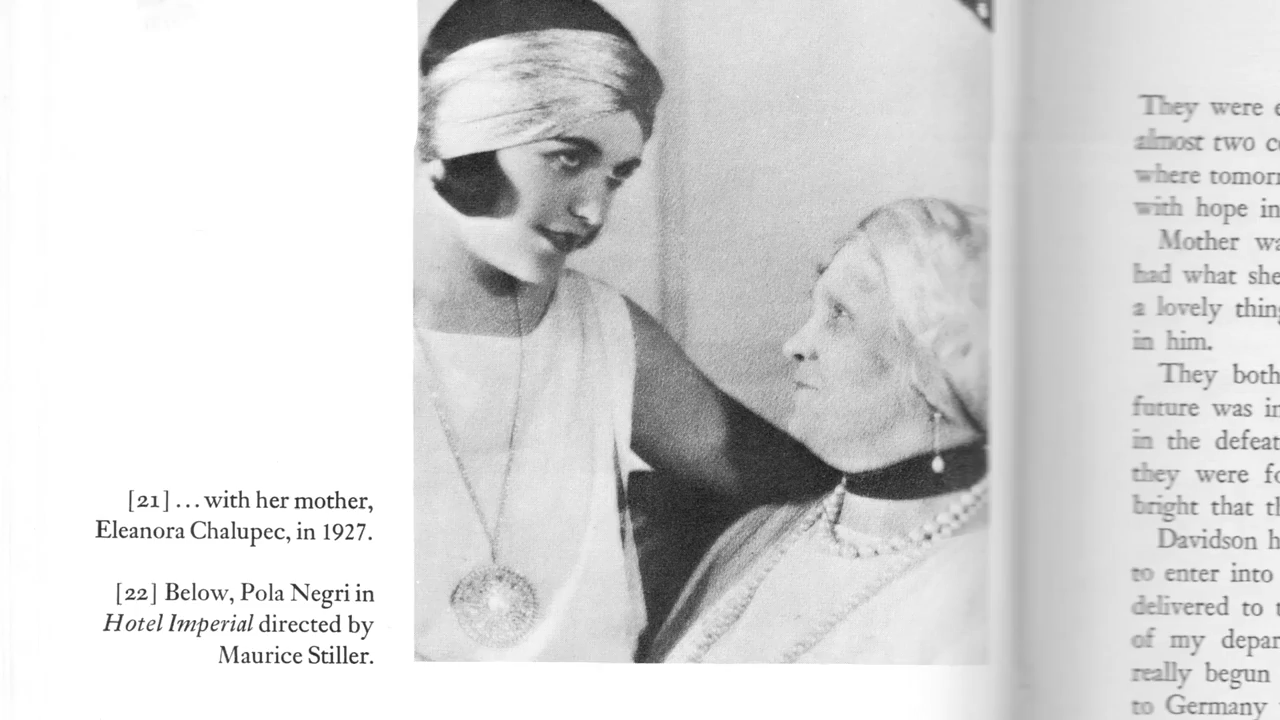 [21] ... with her mother,
Eleanora Chalupec, in 1927.
[22] Below, Pola Negri in
Hotel Imperial directed by
Maurice Stiller.
They were
almost two
where
with hope in
Mother
had what she
a lovely
in him.
They both
future was
in the defeat
they were
bright that
Davidson
to enter into
delivered to
of my
really begun
to Germany